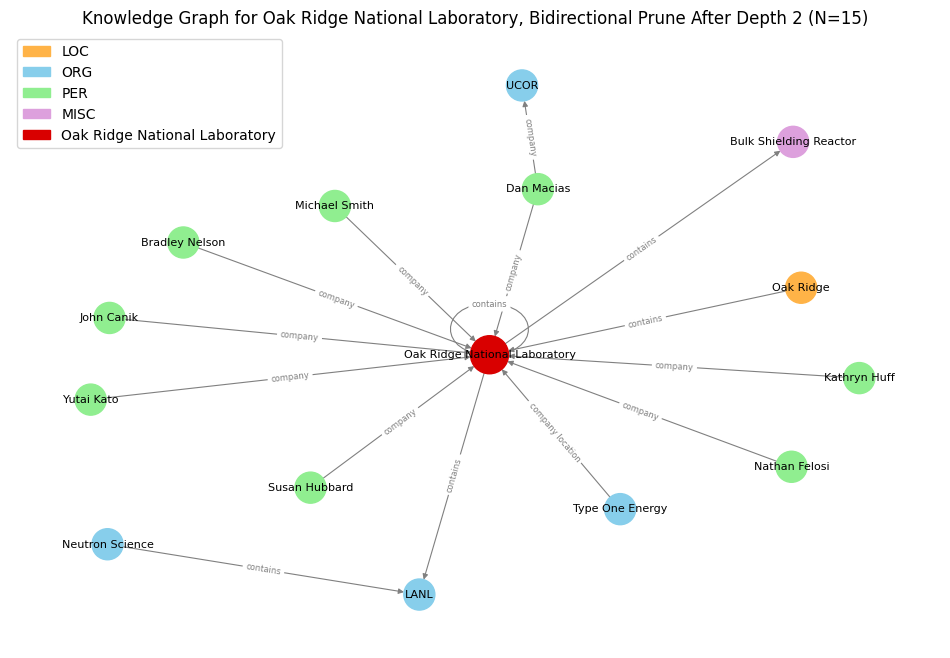 Knowledge Graph for Oak Ridge National Laboratory, Bidirectional Prune After Depth 2 (N=15)
LOC
ORG
PER
MISC
Oak Ridge National Laboratory
UCOR
company
Bulk Shielding Reactor
Dan Macias
Michael Smith
Bradley Nelson
contains
company
company
Oak Ridge
company
contains
John Canik
contains
company
Oak Ridge National Laboratory
company
Kathryn Huff
company
Yutai Kato
company
company
company location
Nathan Felosi
contains
Susan Hubbard
Type One Energy
Neutron Science
contains
LANL